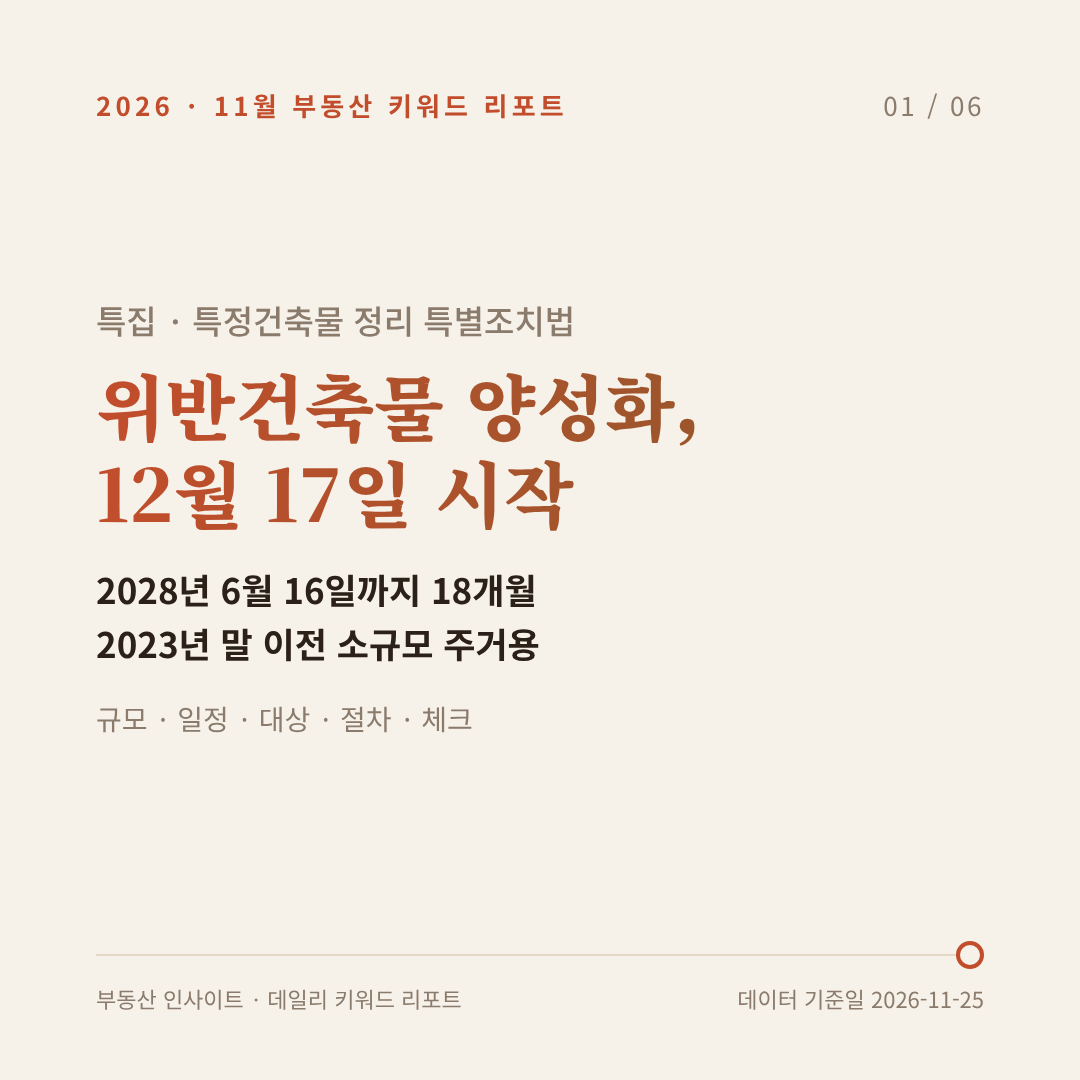 2026 · 11월 부동산 키워드 리포트
01 / 06
특집 · 특정건축물 정리 특별조치법
위반건축물 양성화,
12월 17일 시작
2028년 6월 16일까지 18개월
2023년 말 이전 소규모 주거용
규모 · 일정 · 대상 · 절차 · 체크
부동산 인사이트 · 데일리 키워드 리포트
데이터 기준일 2026-11-25